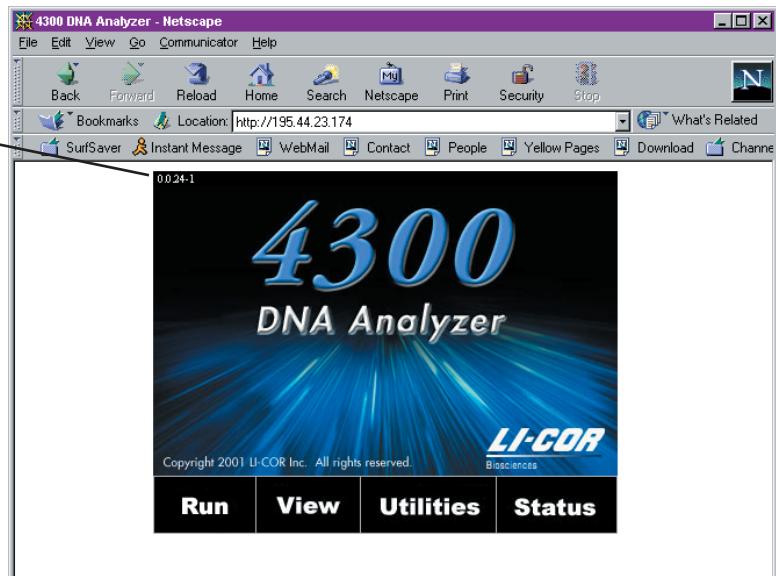 4300 DNA Analyzer - Netscape
File Edit View Go Communicator Help
Back Forward Reload Home Search Netscape Print Security Stop
My
N
Bookmarks Location: http://195.44.23.174 What's Related
SurfSaver Instant Message WebMail Contact People Yellow Pages Download Channe
0.0.24-1
4300
DNA Analyzer
LI-COR
Copyright 2001 LI-COR Inc. All rights reserved. Biosciences
Run View Utilities Status